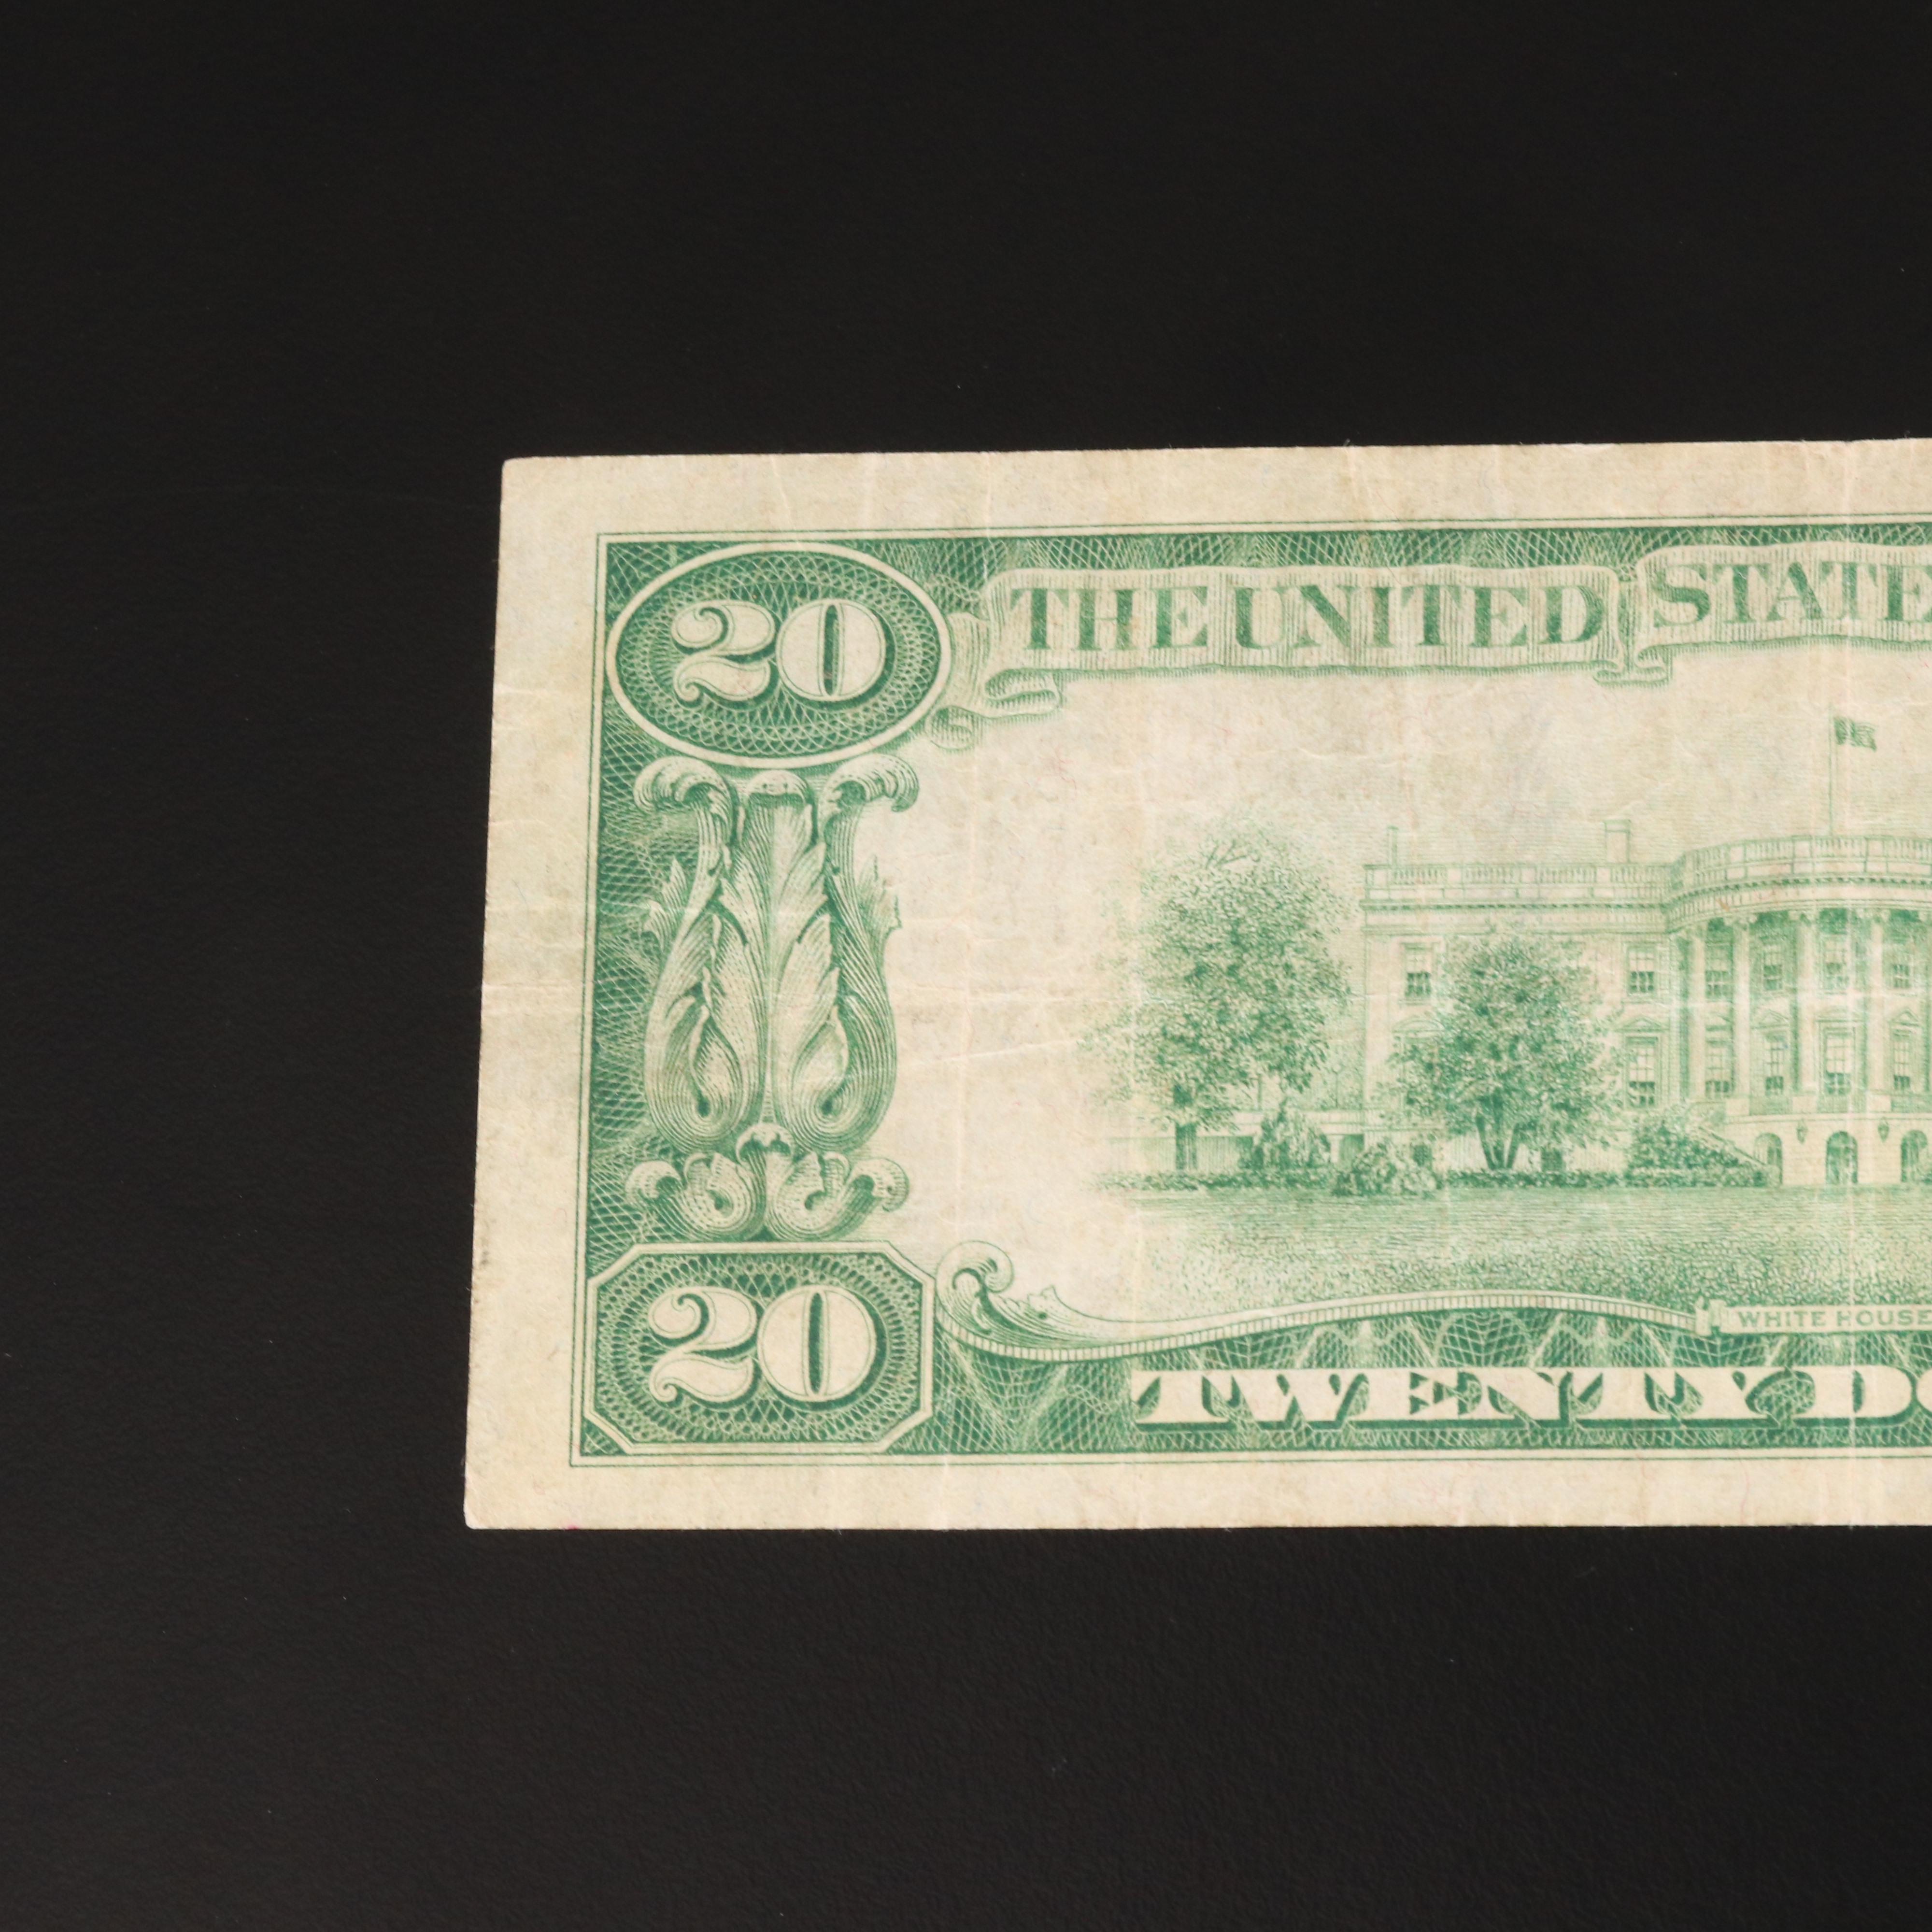 20 THE UNITED STATE
20
WHITE HOUSE
TWENTY DO